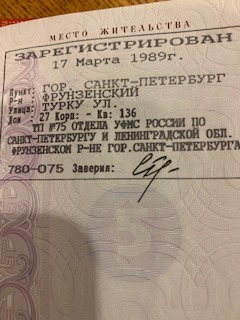 МЕСТО ЖИТЕЛЬСТВА
ЗАРЕГИСТРИРОВАН
17 Марта 1989г.
Пункт: ГОР. САНКТ-ПЕТЕРБУРГ
Р-н ФРУНЗЕНСКИЙ
Улица: ТУРКУ УЛ.
Дом - 27 Корп: - Кв: 136
ТП №75 ОТДЕЛА УФМС РОССИИ ПО
САНКТ-ПЕТЕРБУРГУ И ЛЕНИНГРАДСКОЙ ОБЛ.
ФРУНЗЕНСКОМ Р-НЕ ГОР.САНКТ-ПЕТЕРБУРГА
780-075 Заверил: